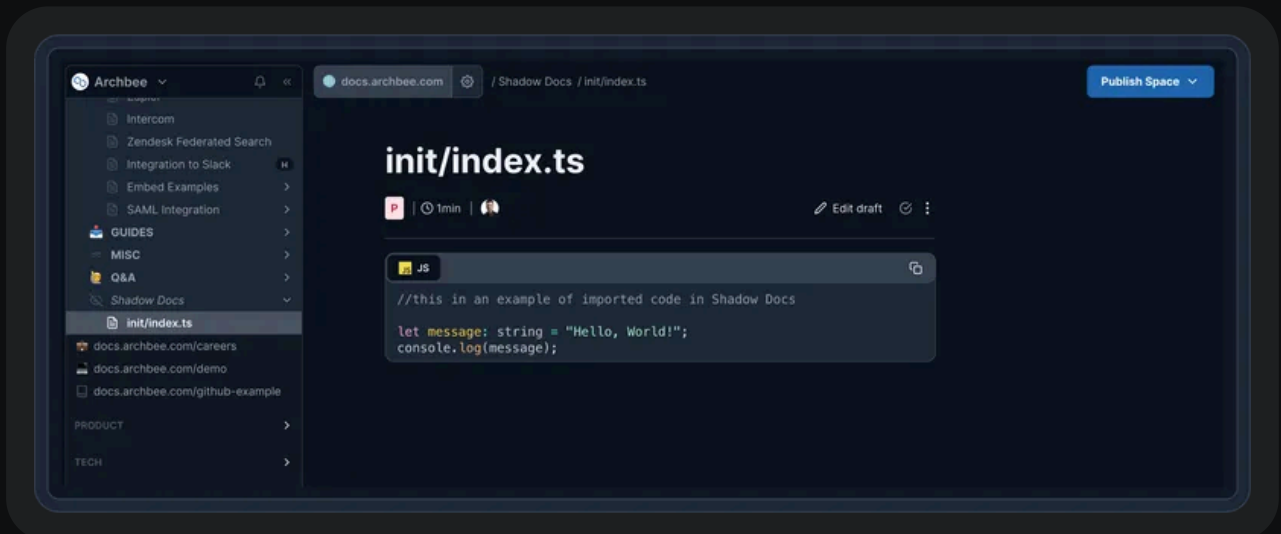 Archbee
docs.archbee.com
/ Shadow Docs / init/index.ts
Publish Space
Intercom
Zendesk Federated Search
Integration to Slack
H
Embed Examples
SAML Integration
GUIDES
MISC
Q&A
Shadow Docs
init/index.ts
docs.archbee.com/careers
docs.archbee.com/demo
docs.archbee.com/github-example
PRODUCT
TECH
init/index.ts
P | 1min |
Edit draft
JS JS
//this in an example of imported code in Shadow Docs
let message: string = "Hello, World!";
console.log(message);